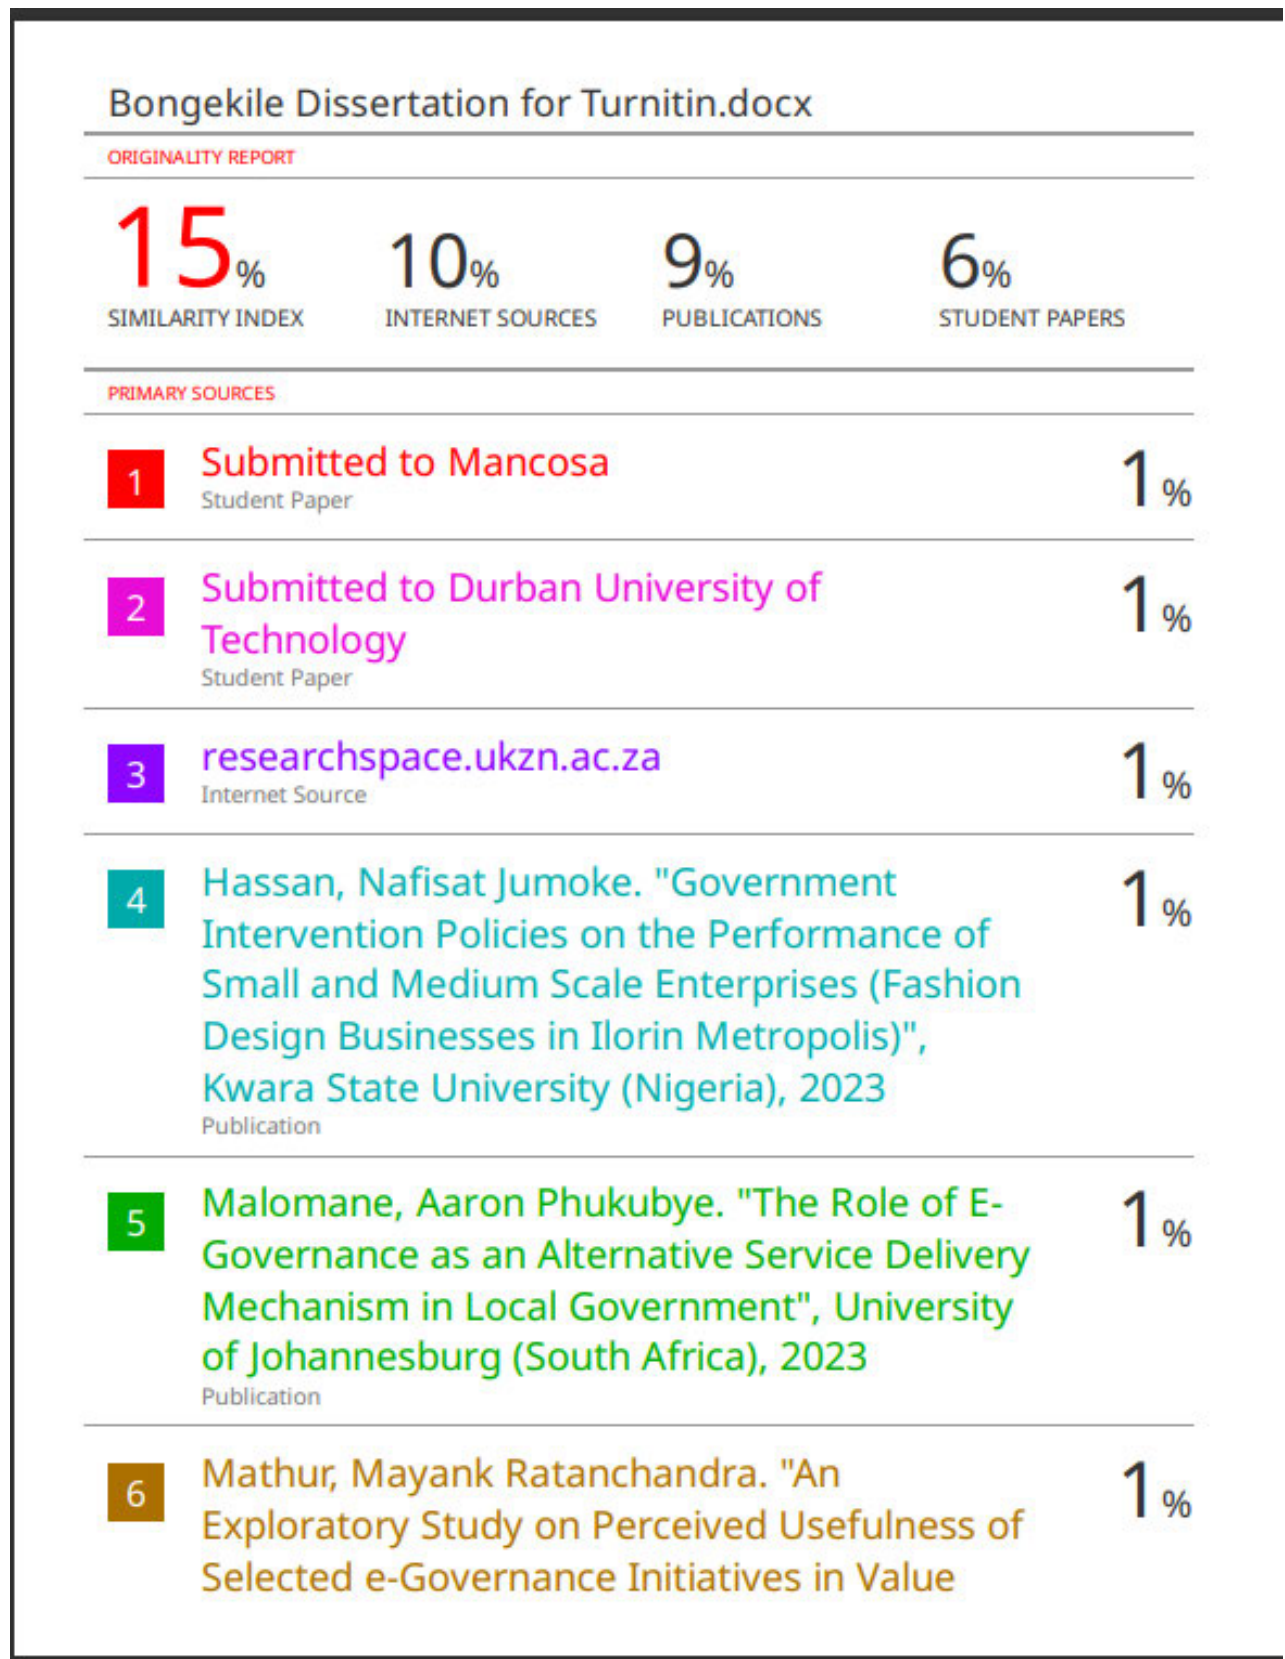 Bongekile Dissertation for Turnitin.docx
ORIGINALITY REPORT
15% 10% 9% 6%
SIMILARITY INDEX INTERNET SOURCES PUBLICATIONS STUDENT PAPERS
PRIMARY SOURCES
1 Submitted to Mancosa 1%
Student Paper
2 Submitted to Durban University of 1%
Technology
Student Paper
3 researchspace.ukzn.ac.za 1%
Internet Source
4 Hassan, Nafisat Jumoke. "Government 1%
Intervention Policies on the Performance of
Small and Medium Scale Enterprises (Fashion
Design Businesses in Ilorin Metropolis)",
Kwara State University (Nigeria), 2023
Publication
5 Malomane, Aaron Phukubye. "The Role of E- 1%
Governance as an Alternative Service Delivery
Mechanism in Local Government", University
of Johannesburg (South Africa), 2023
Publication
6 Mathur, Mayank Ratanchandra. "An 1%
Exploratory Study on Perceived Usefulness of
Selected e-Governance Initiatives in Value